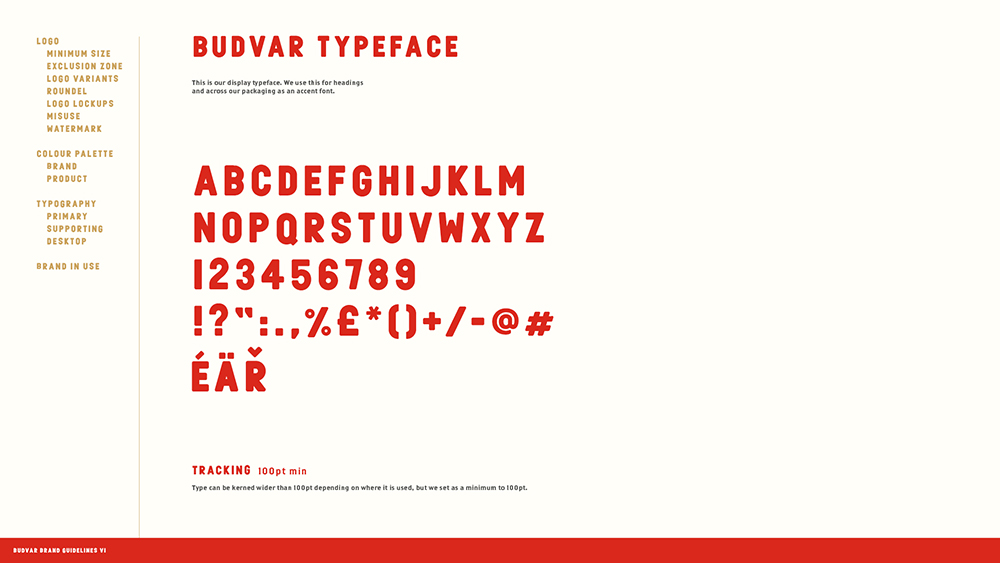 LOGO
MINIMUM SIZE
EXCLUSION ZONE
LOGO VARIANTS
ROUNDEL
LOGO LOCKUPS
MISUSE
WATERMARK
COLOUR PALETTE
BRAND
PRODUCT
TYPOGRAPHY
PRIMARY
SUPPORTING
DESKTOP
BRAND IN USE
BUDVAR TYPEFACE
This is our display typeface. We use this for headings
and across our packaging as an accent font.
ABCDEFGHIJKLM
NOPQRSTUVWXYZ
123456789
!?“:.,%£*()+/-@#
ÉÄŘ
TRACKING 100pt min
Type can be kerned wider than 100pt depending on where it is used, but we set as a minimum to 100pt.
BUDVAR BRAND GUIDELINES V1